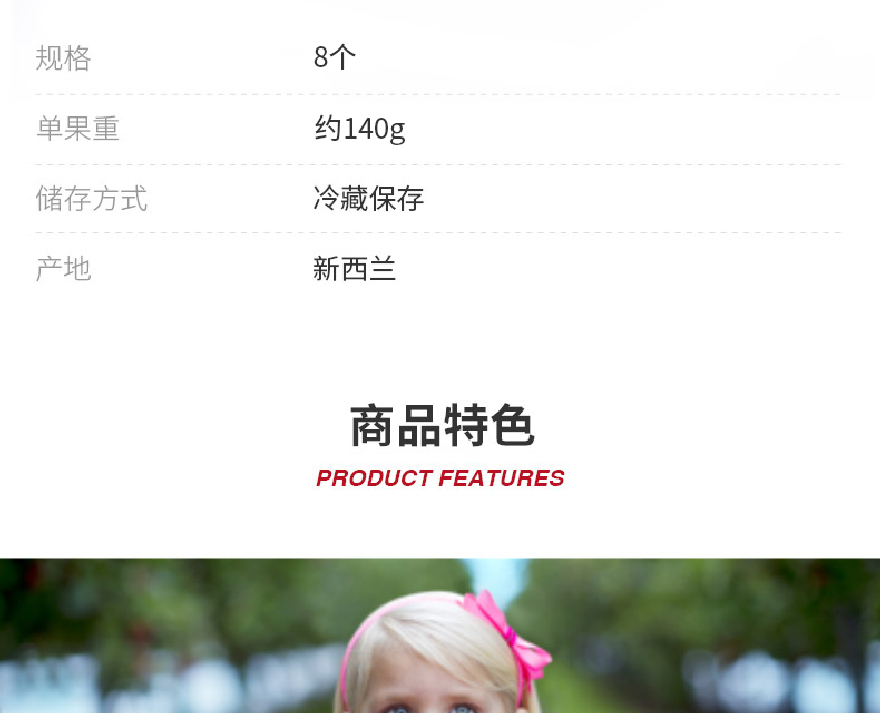 规格 8个
单果重 约140g
储存方式 冷藏保存
产地 新西兰
商品特色
PRODUCT FEATURES